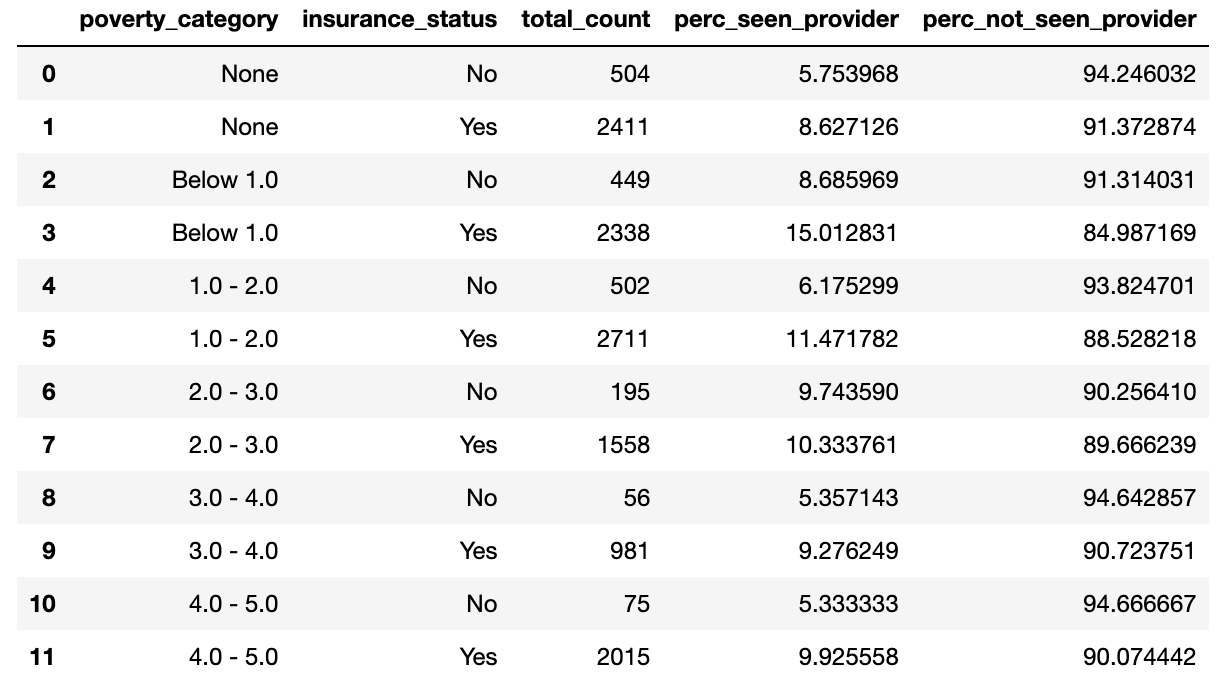 poverty_category insurance_status total_count perc_seen_provider perc_not_seen_provider
0 None No 504 5.753968 94.246032
1 None Yes 2411 8.627126 91.372874
2 Below 1.0 No 449 8.685969 91.314031
3 Below 1.0 Yes 2338 15.012831 84.987169
4 1.0 - 2.0 No 502 6.175299 93.824701
5 1.0 - 2.0 Yes 2711 11.471782 88.528218
6 2.0 - 3.0 No 195 9.743590 90.256410
7 2.0 - 3.0 Yes 1558 10.333761 89.666239
8 3.0 - 4.0 No 56 5.357143 94.642857
9 3.0 - 4.0 Yes 981 9.276249 90.723751
10 4.0 - 5.0 No 75 5.333333 94.666667
11 4.0 - 5.0 Yes 2015 9.925558 90.074442